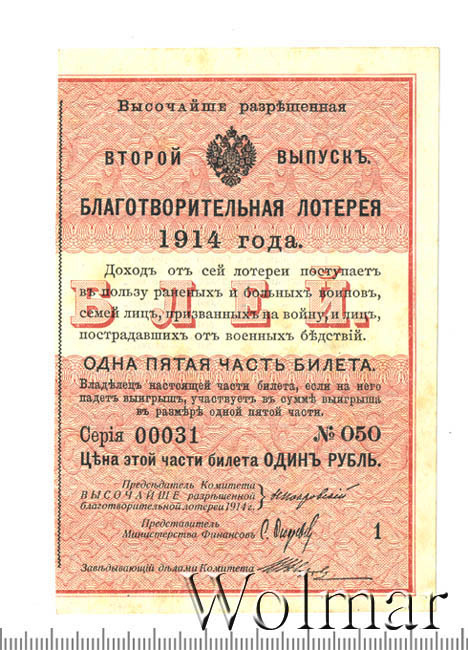 Высочайше разрѣшенная
ВТОРОЙ ВЫПУСКЪ.
БЛАГОТВОРИТЕЛЬНАЯ ЛОТЕРЕЯ
1914 года.
Доходъ отъ сей лотереи поступаетъ
въ пользу раненыхъ и больныхъ воиновъ,
семей лицъ, призванныхъ на войну, и лицъ,
пострадавшихъ отъ военныхъ бѣдствій.
ОДНА ПЯТАЯ ЧАСТЬ БИЛЕТА.
Владѣлецъ настоящей части билета, если на него
падетъ выигрышъ, участвуетъ въ суммѣ выигрыша
въ размѣрѣ одной пятой части.
Серія 00031 № 050
Цѣна этой части билета ОДИНЪ РУБЛЬ.
Предсѣдатель Комитета
ВЫСОЧАЙШЕ разрѣшенной
благотворительной лотереи 1914 г.
Представитель
Министерства Финансовъ
1
Завѣдывающій дѣлами Комитета
Wolmar